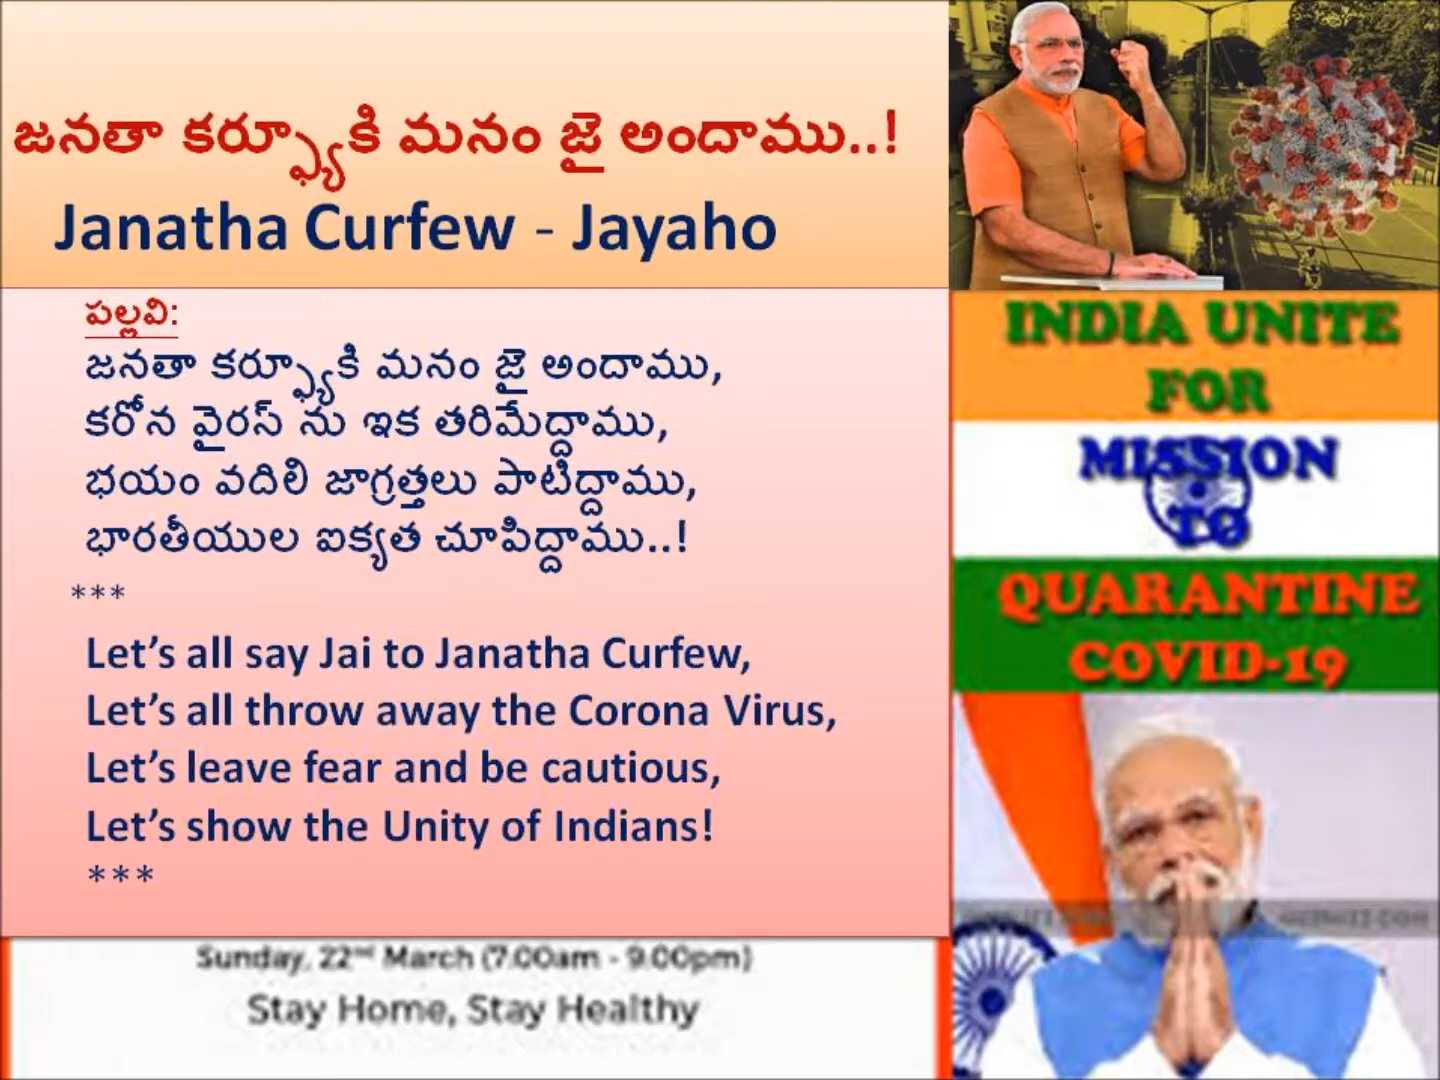 జనతా కర్ఫ్యూకి మనం జై అందాము..!
Janatha Curfew - Jayaho
పల్లవి:
జనతా కర్ఫ్యూకి మనం జై అందాము,
కరోన వైరస్ ను ఇక తరిమేద్ధాము,
భయం వదిలి జాగ్రత్తలు పాటిద్దాము,
భారతీయుల ఐక్యత చూపిద్దాము..!
***
Let’s all say Jai to Janatha Curfew,
Let’s all throw away the Corona Virus,
Let’s leave fear and be cautious,
Let’s show the Unity of Indians!
***
Sunday, 22nd March (7.00am - 9.00pm)
Stay Home, Stay Healthy
INDIA UNITE
FOR
MISSION
TO
QUARANTINE
COVID-19